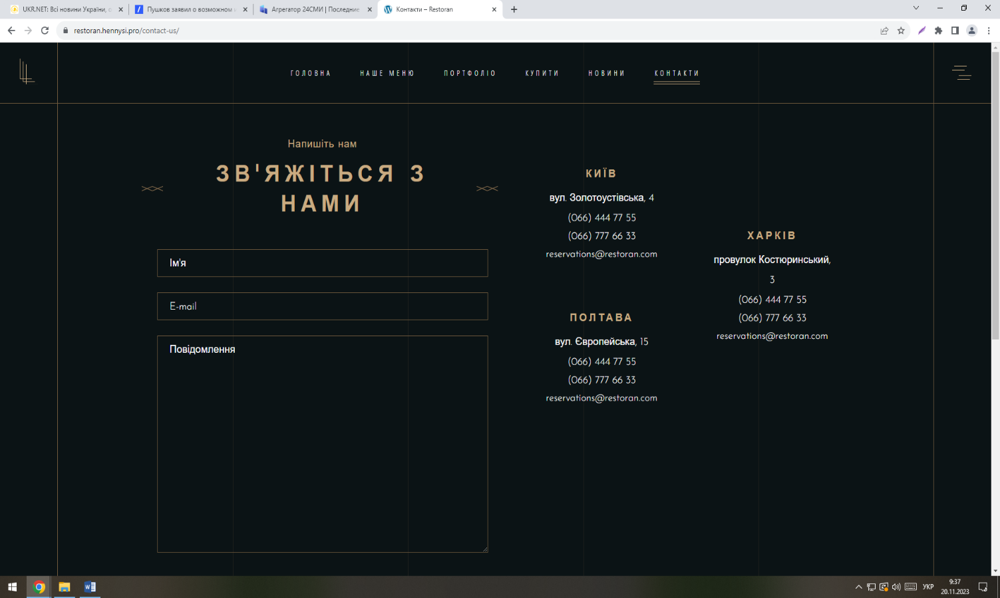 UKR.NET: Всі новини України,
Пушков заявил о возможном
Агрегатор 24СМИ | Последние
Контакти – Restoran
restoran.hennysi.pro/contact-us/
ГОЛОВНА
НАШЕ МЕНЮ
ПОРТФОЛІО
КУПИТИ
НОВИНИ
КОНТАКТИ
Напишіть нам
ЗВ'ЯЖІТЬСЯ З
НАМИ
Ім'я
E-mail
Повідомлення
КИЇВ
вул. Золотоустівська, 4
(066) 444 77 55
(066) 777 66 33
reservations@restoran.com
ПОЛТАВА
вул. Європейська, 15
(066) 444 77 55
(066) 777 66 33
reservations@restoran.com
ХАРКІВ
провулок Костюринський,
3
(066) 444 77 55
(066) 777 66 33
reservations@restoran.com
УКР
9:37
20.11.2023